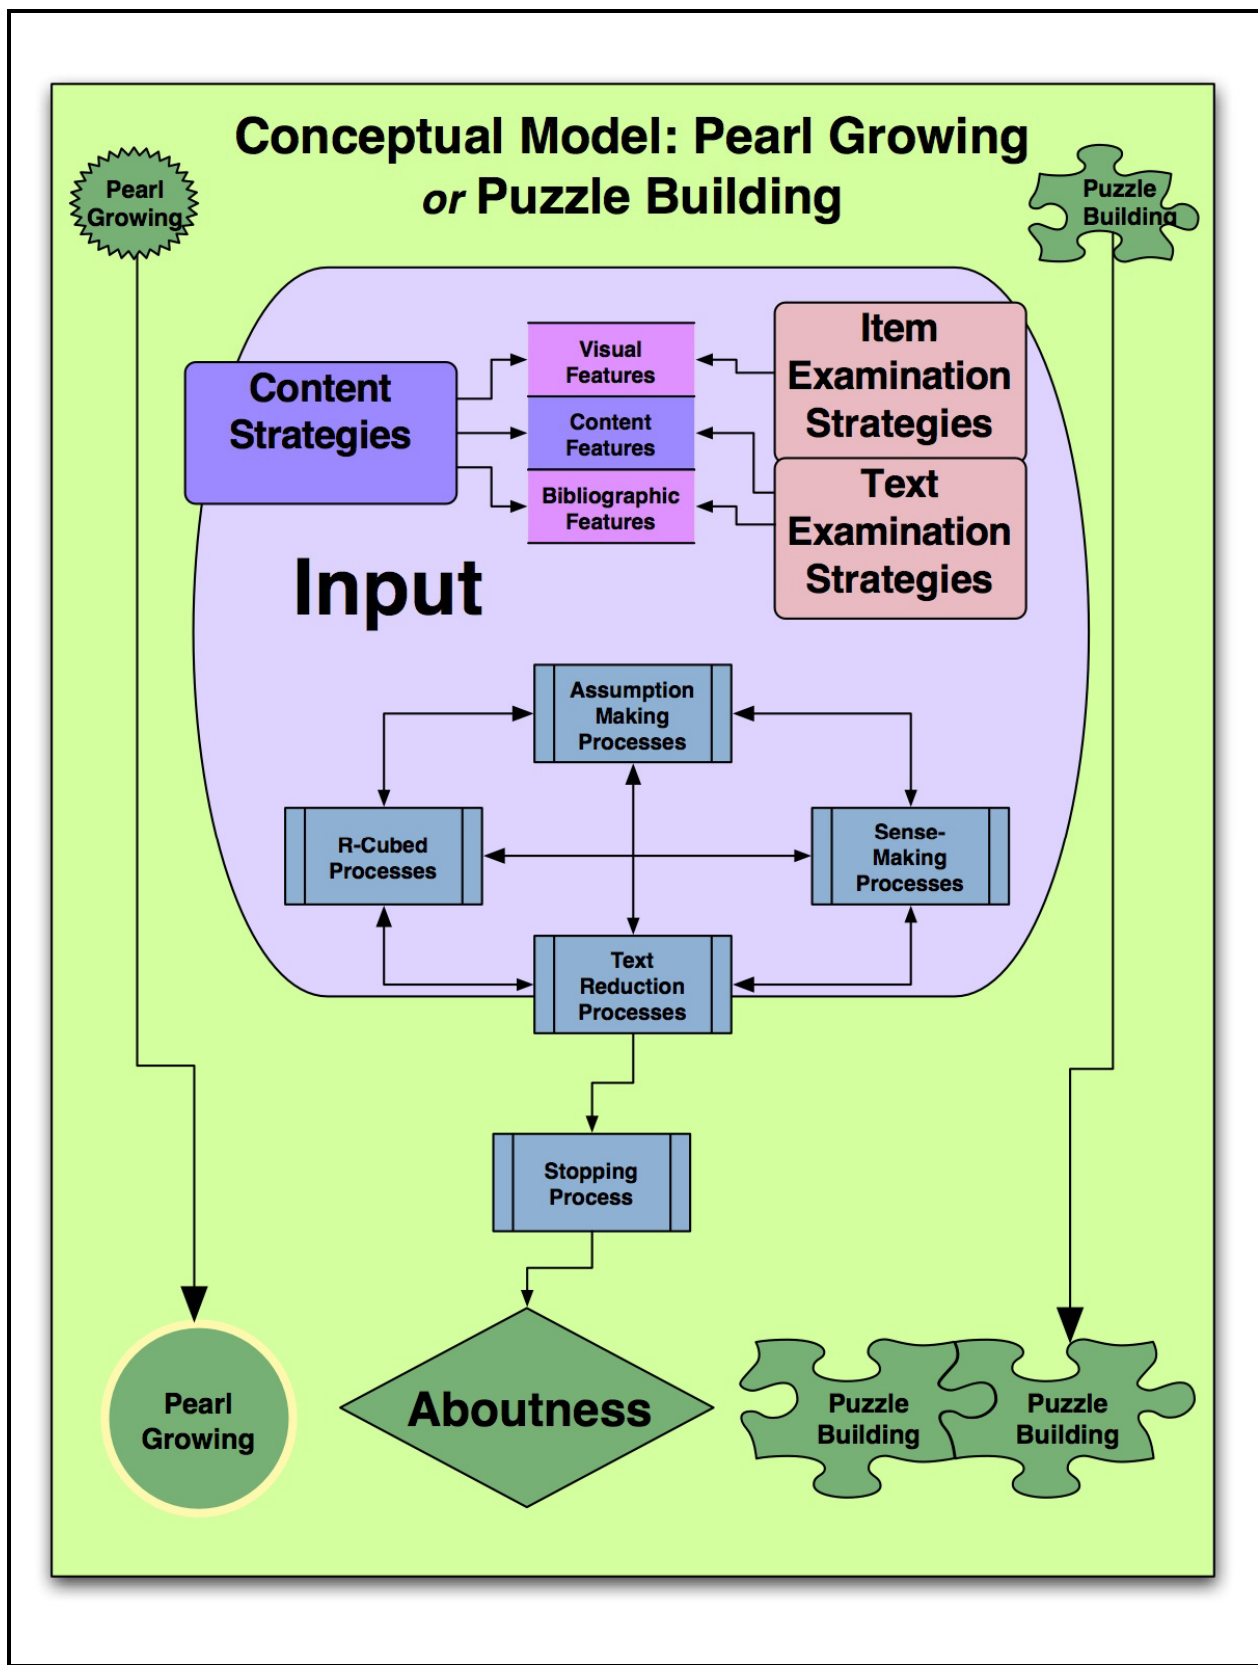 Conceptual Model: Pearl Growing
or Puzzle Building
Pearl
Growing
Puzzle
Building
Content
Strategies
Visual
Features
Content
Features
Bibliographic
Features
Item
Examination
Strategies
Text
Examination
Strategies
Input
Assumption
Making
Processes
R-Cubed
Processes
Sense-
Making
Processes
Text
Reduction
Processes
Stopping
Process
Pearl
Growing
Aboutness
Puzzle
Building
Puzzle
Building